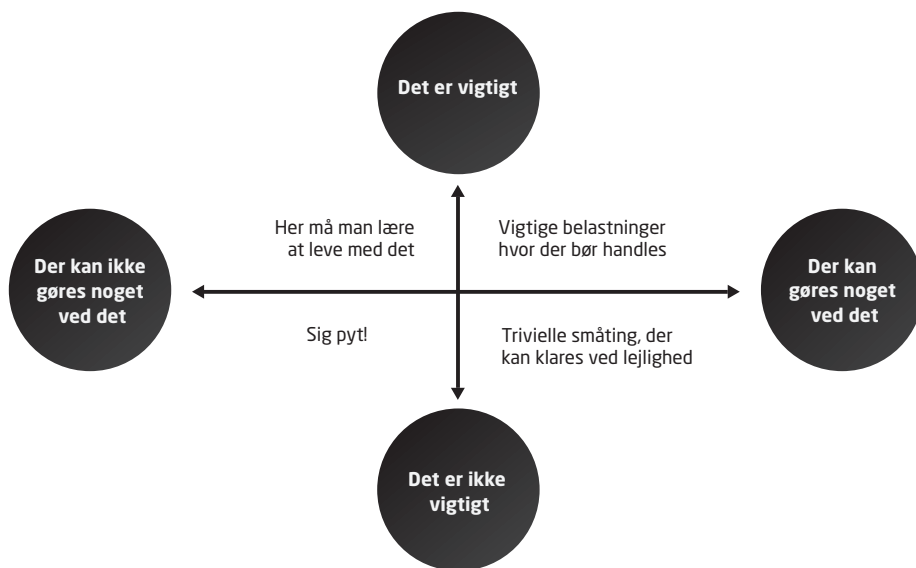 Det er vigtigt
Her må man lære
at leve med det
Vigtige belastninger
hvor der bør handles
Der kan ikke
gøres noget
ved det
Der kan
gøres noget
ved det
Sig pyt!
Trivielle småting, der
kan klares ved lejlighed
Det er ikke
vigtigt